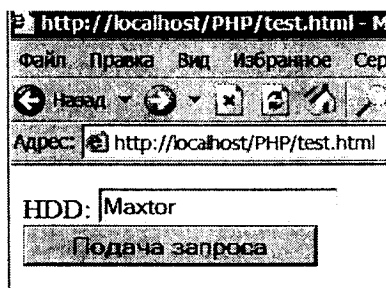 http://localhost/PHP/test.html - M
Файл Правка Вид Избранное Сер
Назад
Адрес: http://localhost/PHP/test.html
HDD: Maxtor
Подача запроса